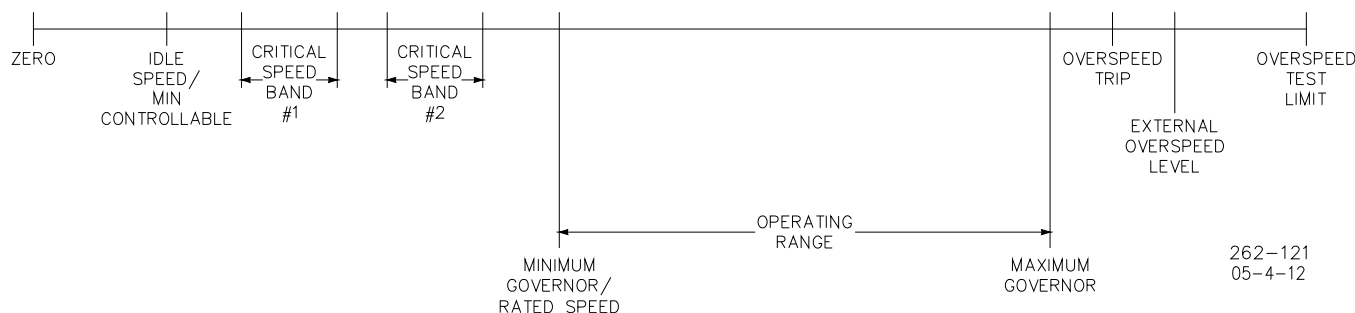 ZERO
IDLE
SPEED/
MIN
CONTROLLABLE
CRITICAL
SPEED
BAND
#1
CRITICAL
SPEED
BAND
#2
OVERSPEED
TRIP
OVERSPEED
TEST
LIMIT
EXTERNAL
OVERSPEED
LEVEL
OPERATING
RANGE
MINIMUM
GOVERNOR/
RATED SPEED
MAXIMUM
GOVERNOR
262-121
05-4-12